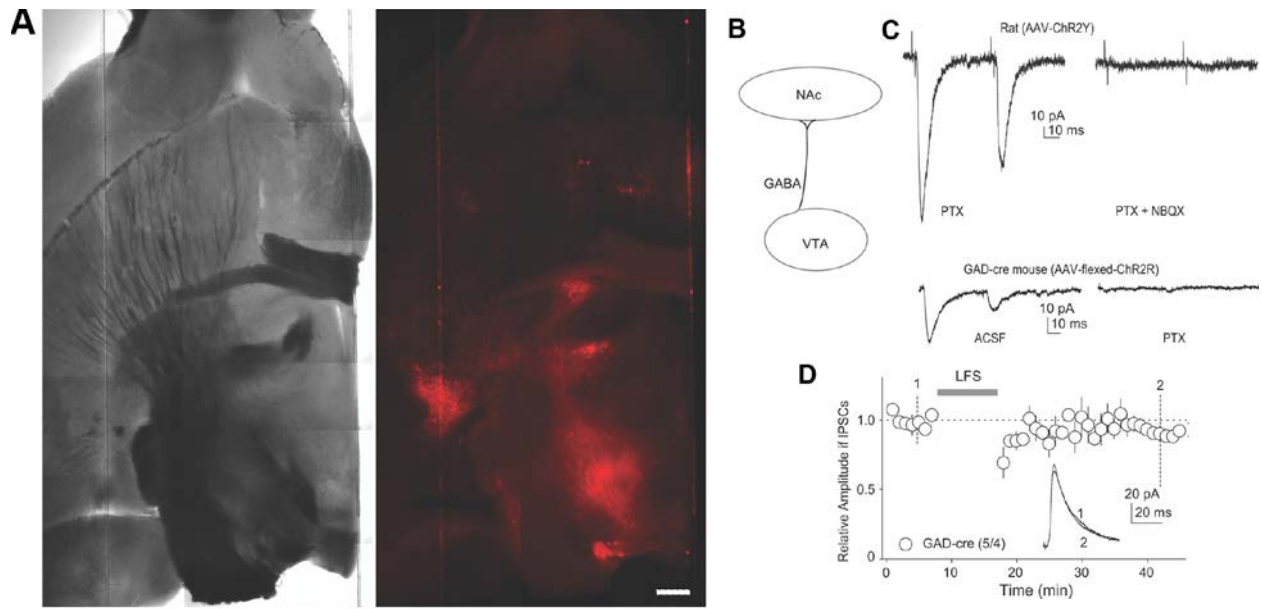 A
B
NAc
GABA
VTA
C
Rat (AAV-ChR2Y)
10 pA
10 ms
PTX
PTX + NBQX
GAD-cre mouse (AAV-flexed-ChR2R)
10 pA
10 ms
ACSF
PTX
D
LFS
1
2
1.0
0.5
0
Relative Amplitude if IPSCs
20 pA
20 ms
1
2
GAD-cre (5/4)
0
10
20
30
40
Time (min)